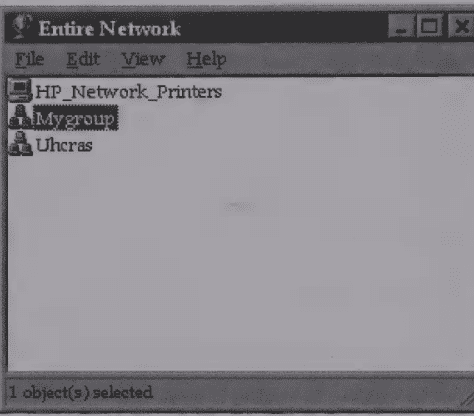 Entire Network
File Edit View Help
HP_Network_Printers
Mygroup
Uhcras
1 object(s) selected